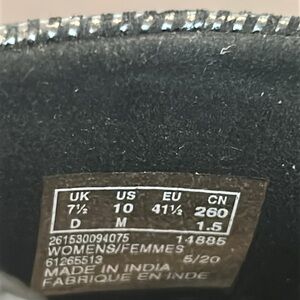 UK US EU CN
7½ 10 41½ 260
D M 1.5
261530094075 14885
WOMENS/FEMMES
61265513 5/20
MADE IN INDIA
FABRIQUE EN INDE